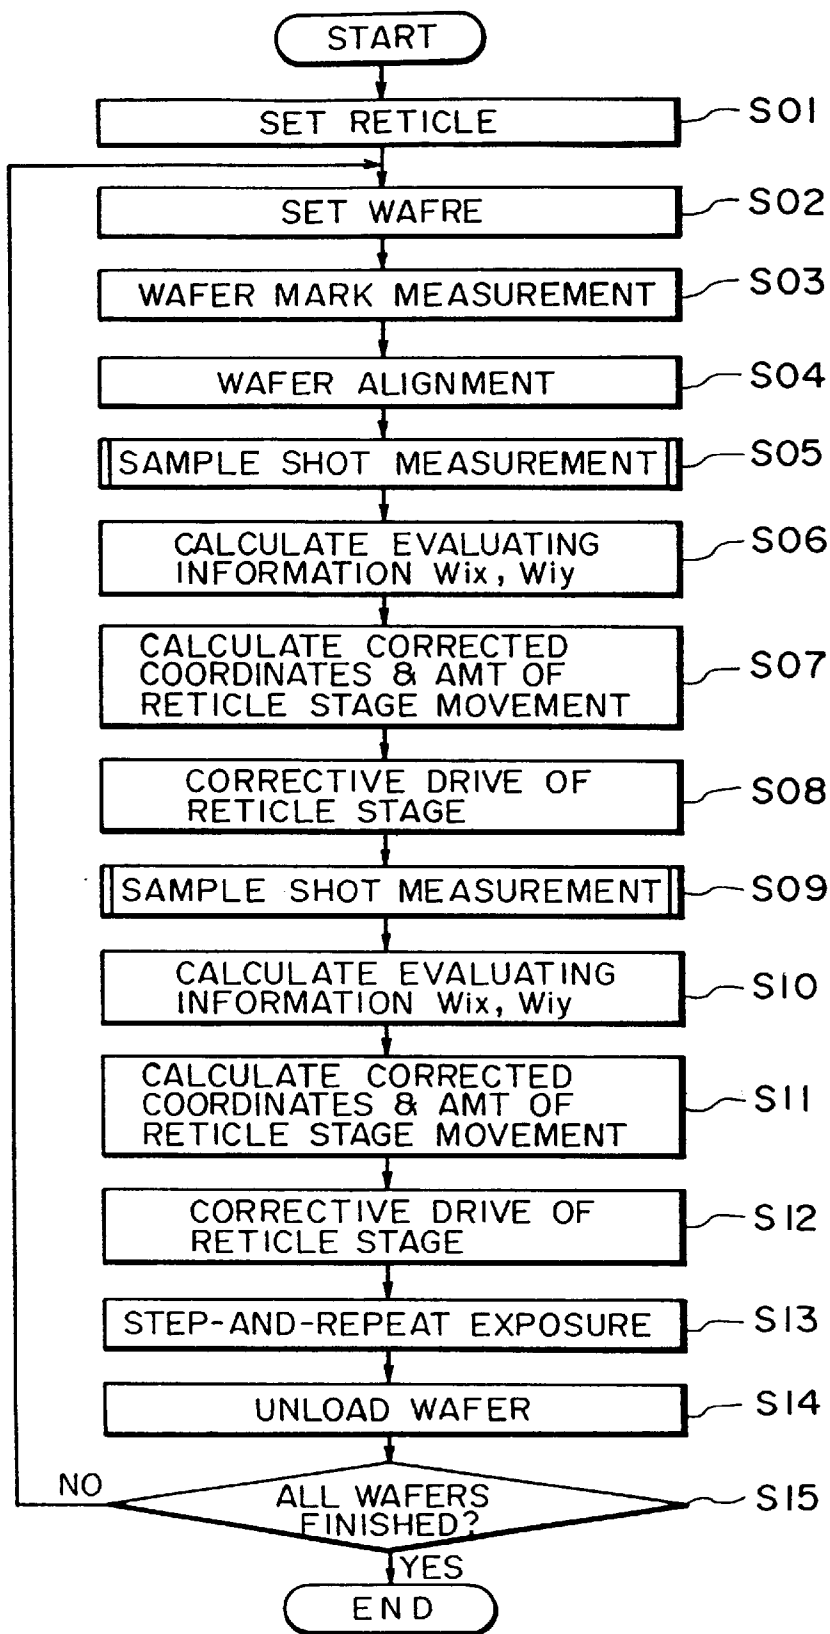 START
SET RETICLE
S01
SET WAFRE
S02
WAFER MARK MEASUREMENT
S03
WAFER ALIGNMENT
S04
SAMPLE SHOT MEASUREMENT
S05
CALCULATE EVALUATING
INFORMATION Wix, Wiy
S06
CALCULATE CORRECTED
COORDINATES & AMT OF
RETICLE STAGE MOVEMENT
S07
CORRECTIVE DRIVE OF
RETICLE STAGE
S08
SAMPLE SHOT MEASUREMENT
S09
CALCULATE EVALUATING
INFORMATION Wix, Wiy
S10
CALCULATE CORRECTED
COORDINATES & AMT OF
RETICLE STAGE MOVEMENT
S11
CORRECTIVE DRIVE OF
RETICLE STAGE
S12
STEP-AND-REPEAT EXPOSURE
S13
UNLOAD WAFER
S14
NO
ALL WAFERS
FINISHED?
S15
YES
END